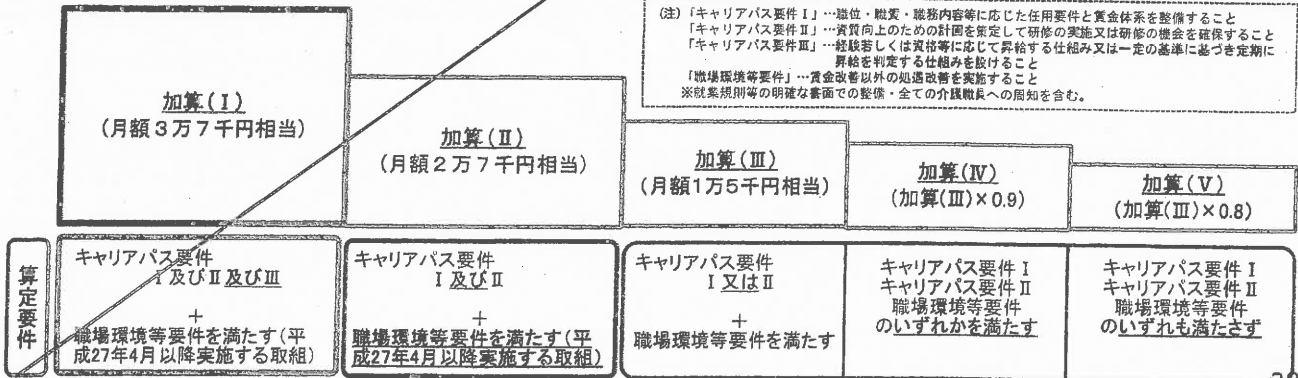 (注)「キャリアパス要件Ⅰ」…職位・職責・職務内容等に応じた任用要件と賃金体系を整備すること
「キャリアパス要件Ⅱ」…資質向上のための計画を策定して研修の実施又は研修の機会を確保すること
「キャリアパス要件Ⅲ」…経験若しくは資格等に応じて昇給する仕組み又は一定の基準に基づき定期に
昇給を判定する仕組みを設けること
「職場環境等要件」…賃金改善以外の処遇改善を実施すること
※就業規則等の明確な書面での整備・全ての介護職員への周知を含む。
加算(Ⅰ)
(月額3万7千円相当)
加算(Ⅱ)
(月額2万7千円相当)
加算(Ⅲ)
(月額1万5千円相当)
加算(Ⅳ)
(加算(Ⅲ)×0.9)
加算(Ⅴ)
(加算(Ⅲ)×0.8)
算定要件
キャリアパス要件
Ⅰ及びⅡ及びⅢ
+
職場環境等要件を満たす(平
成27年4月以降実施する取組)
キャリアパス要件
Ⅰ及びⅡ
+
職場環境等要件を満たす(平
成27年4月以降実施する取組)
キャリアパス要件
Ⅰ又はⅡ
+
職場環境等要件を満たす
キャリアパス要件Ⅰ
キャリアパス要件Ⅱ
職場環境等要件
のいずれかを満たす
キャリアパス要件Ⅰ
キャリアパス要件Ⅱ
職場環境等要件
のいずれも満たさず